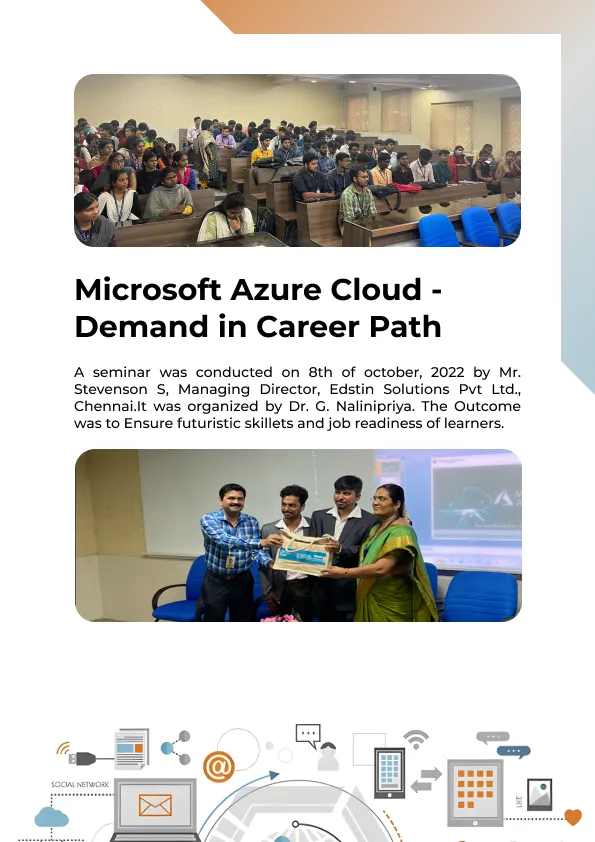 Microsoft Azure Cloud -
Demand in Career Path
A seminar was conducted on 8th of october, 2022 by Mr.
Stevenson S, Managing Director, Edstin Solutions Pvt Ltd.,
Chennai.It was organized by Dr. G. Nalinipriya. The Outcome
was to Ensure futuristic skillets and job readiness of learners.
@
SOCIAL NETWORK
LIKE